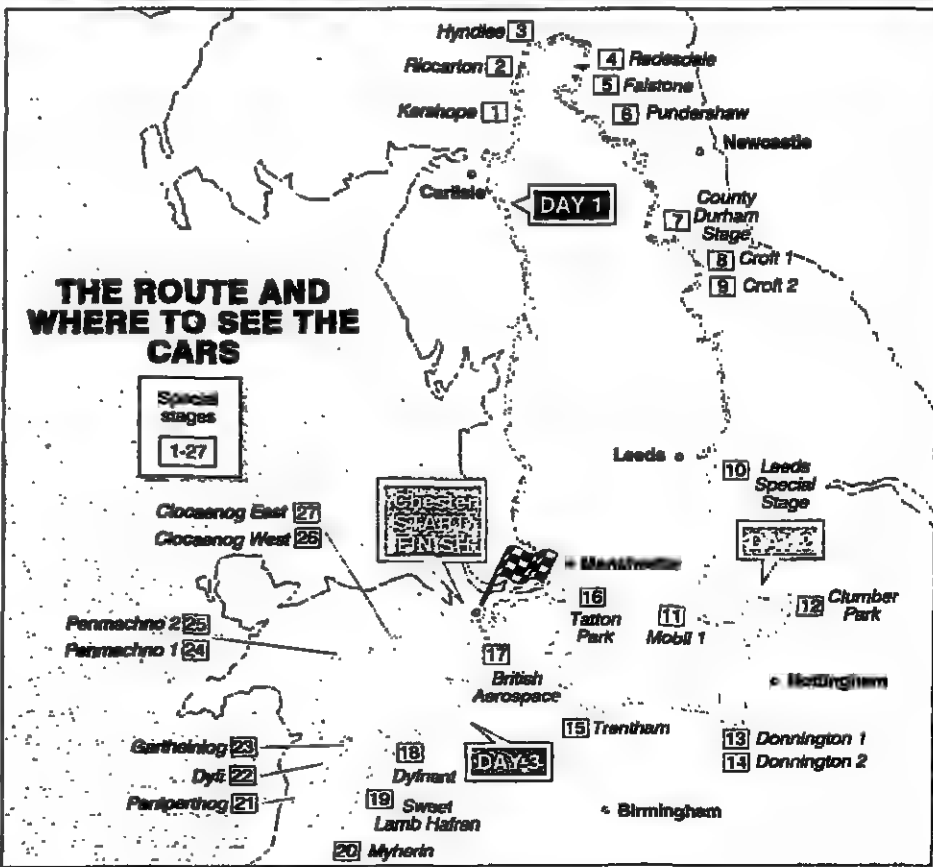 Hyndlee 3
Riccarton 2
4 Redesdale
5 Falstone
Kershope 1
6 Pundershaw
Newcastle
Carlisle
DAY 1
7 County
Durham
Stage
8 Croft 1
9 Croft 2
THE ROUTE AND
WHERE TO SEE THE
CARS
Special
stages
1-27
Leeds
10 Leeds
Special
Stage
Chester
START/
FINISH
Clocaenog East 27
Clocaenog West 26
Manchester
16
Tatton
Park
11
Mobil 1
12 Clumber
Park
Penmachno 2 25
Penmachno 1 24
17
British
Aerospace
Nottingham
15 Trentham
13 Donnington 1
14 Donnington 2
Gartheiniog 23
Dyfi 22
Pantperthog 21
18
Dyfnant
DAY 3
19 Sweet
Lamb Hafren
Birmingham
20 Myherin